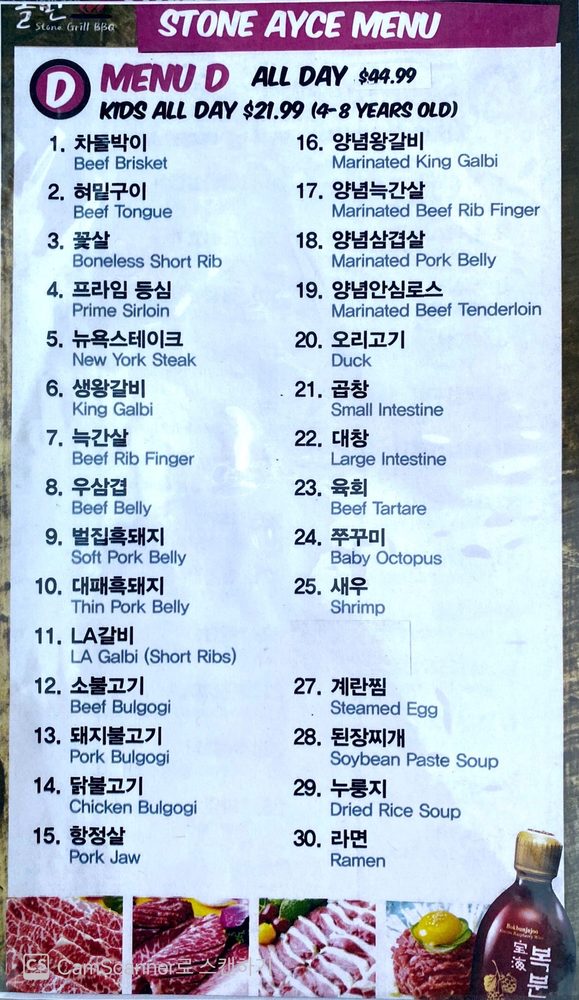 돌판
Stone Grill BBQ
STONE AYCE MENU
D MENU D ALL DAY $44.99
KIDS ALL DAY $21.99 (4-8 YEARS OLD)
1. 차돌박이
Beef Brisket
2. 혀밑구이
Beef Tongue
3. 꽃살
Boneless Short Rib
4. 프라임 등심
Prime Sirloin
5. 뉴욕스테이크
New York Steak
6. 생왕갈비
King Galbi
7. 늑간살
Beef Rib Finger
8. 우삼겹
Beef Belly
9. 벌집흑돼지
Soft Pork Belly
10. 대패흑돼지
Thin Pork Belly
11. LA갈비
LA Galbi (Short Ribs)
12. 소불고기
Beef Bulgogi
13. 돼지불고기
Pork Bulgogi
14. 닭불고기
Chicken Bulgogi
15. 항정살
Pork Jaw
16. 양념왕갈비
Marinated King Galbi
17. 양념늑간살
Marinated Beef Rib Finger
18. 양념삼겹살
Marinated Pork Belly
19. 양념안심로스
Marinated Beef Tenderloin
20. 오리고기
Duck
21. 곱창
Small Intestine
22. 대창
Large Intestine
23. 육회
Beef Tartare
24. 쭈꾸미
Baby Octopus
25. 새우
Shrimp
27. 계란찜
Steamed Egg
28. 된장찌개
Soybean Paste Soup
29. 누룽지
Dried Rice Soup
30. 라면
Ramen
Bokbunjajoo
복분
CS CamScanner로 스캔하기